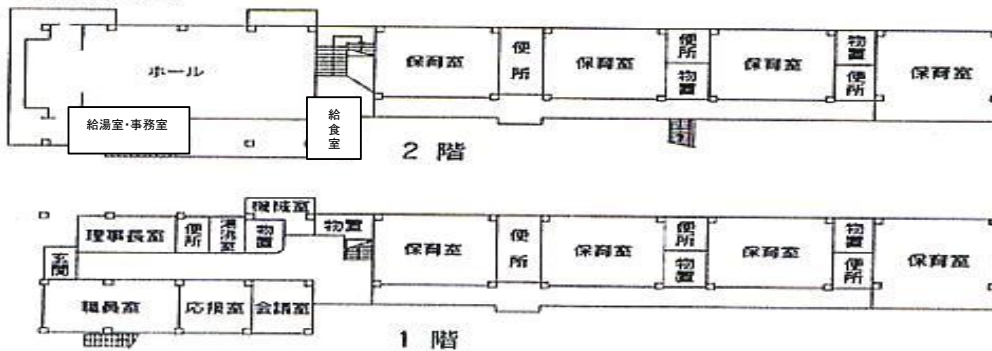 ホール
保育室
便所
保育室
便所
物置
保育室
物置
便所
保育室
給湯室・事務室
給食室
2 階
機械室
理事長室
便所
湯沸室
物置
物置
保育室
便所
保育室
便所
物置
保育室
物置
便所
保育室
玄関
職員室
応接室
会議室
1 階